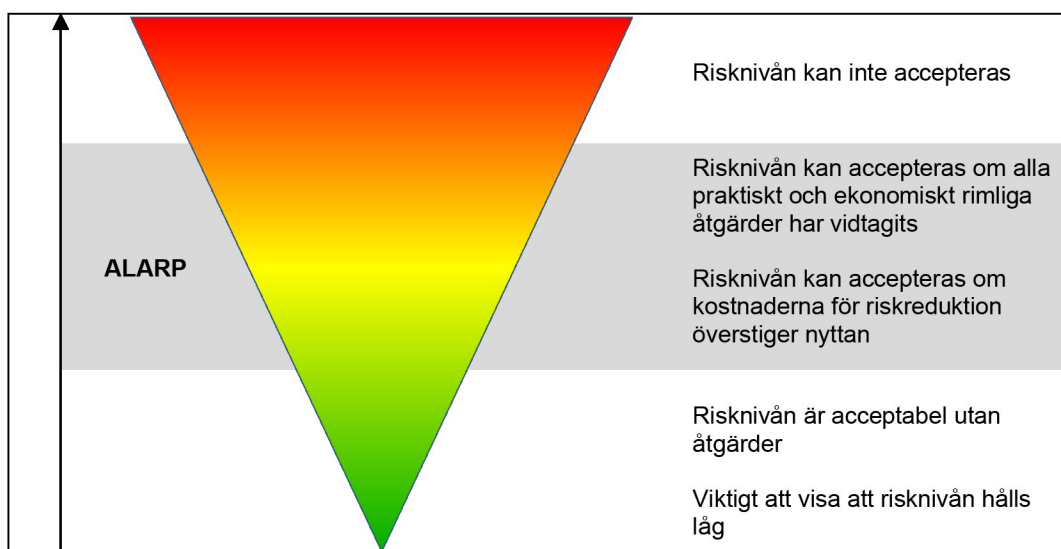 Risknivån kan inte accepteras
Risknivån kan accepteras om alla
praktiskt och ekonomiskt rimliga
åtgärder har vidtagits
ALARP
Risknivån kan accepteras om
kostnaderna för riskreduktion
överstiger nyttan
Risknivån är acceptabel utan
åtgärder
Viktigt att visa att risknivån hålls
låg